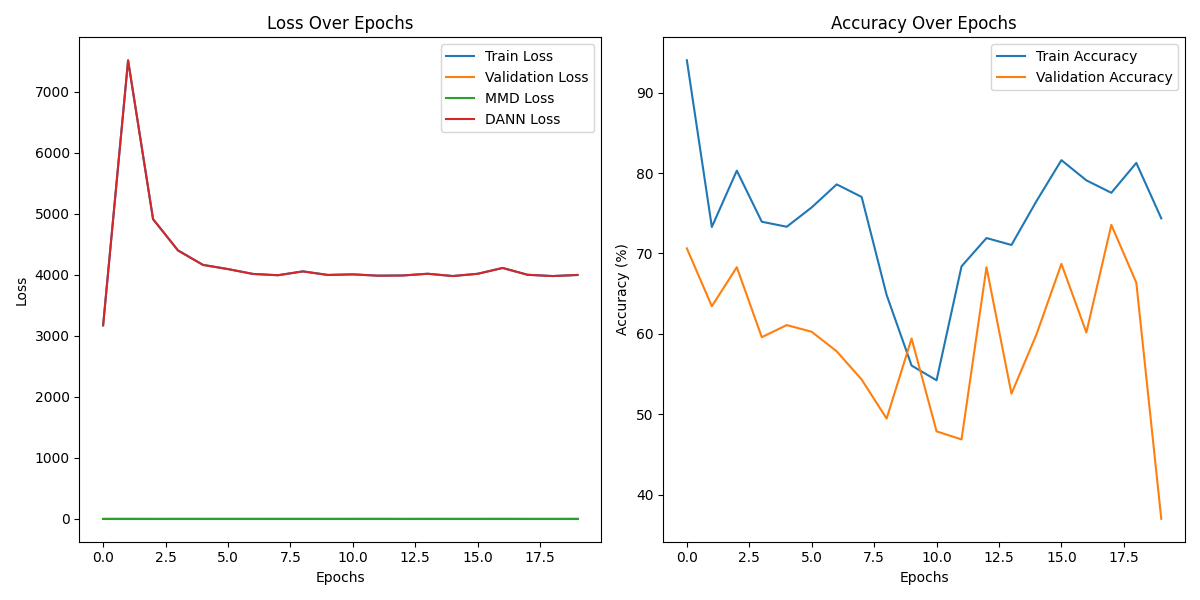 Loss Over Epochs
Train Loss
Validation Loss
MMD Loss
DANN Loss
7000
6000
5000
4000
3000
2000
1000
0
Loss
0.0 2.5 5.0 7.5 10.0 12.5 15.0 17.5
Epochs
Accuracy Over Epochs
Train Accuracy
Validation Accuracy
90
80
70
60
50
40
Accuracy (%)
0.0 2.5 5.0 7.5 10.0 12.5 15.0 17.5
Epochs